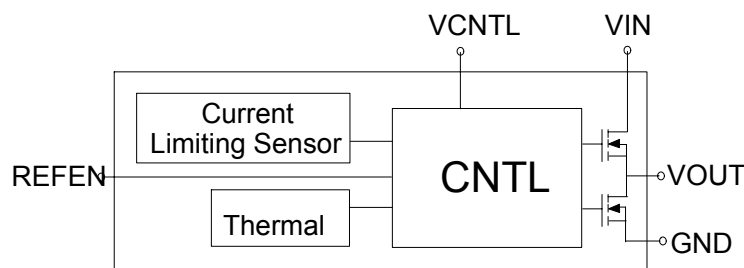 VCNTL
VIN
Current
Limiting Sensor
REFEN
CNTL
VOUT
Thermal
GND